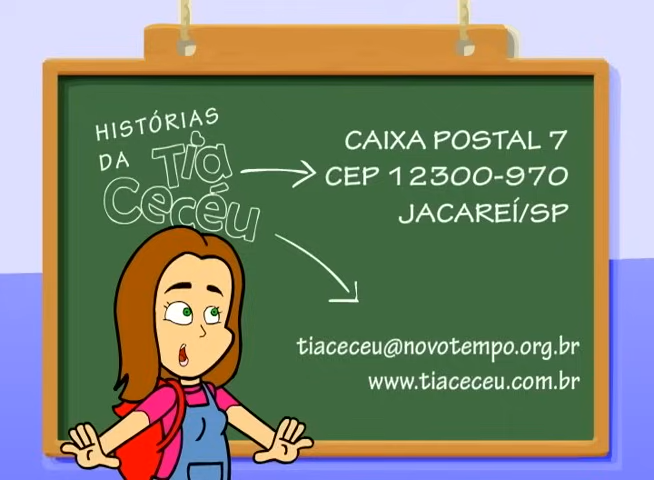 HISTÓRIAS
DA Tia
Cecéu
CAIXA POSTAL 7
CEP 12300-970
JACAREÍ/SP
tiaceceu@novotempo.org.br
www.tiaceceu.com.br